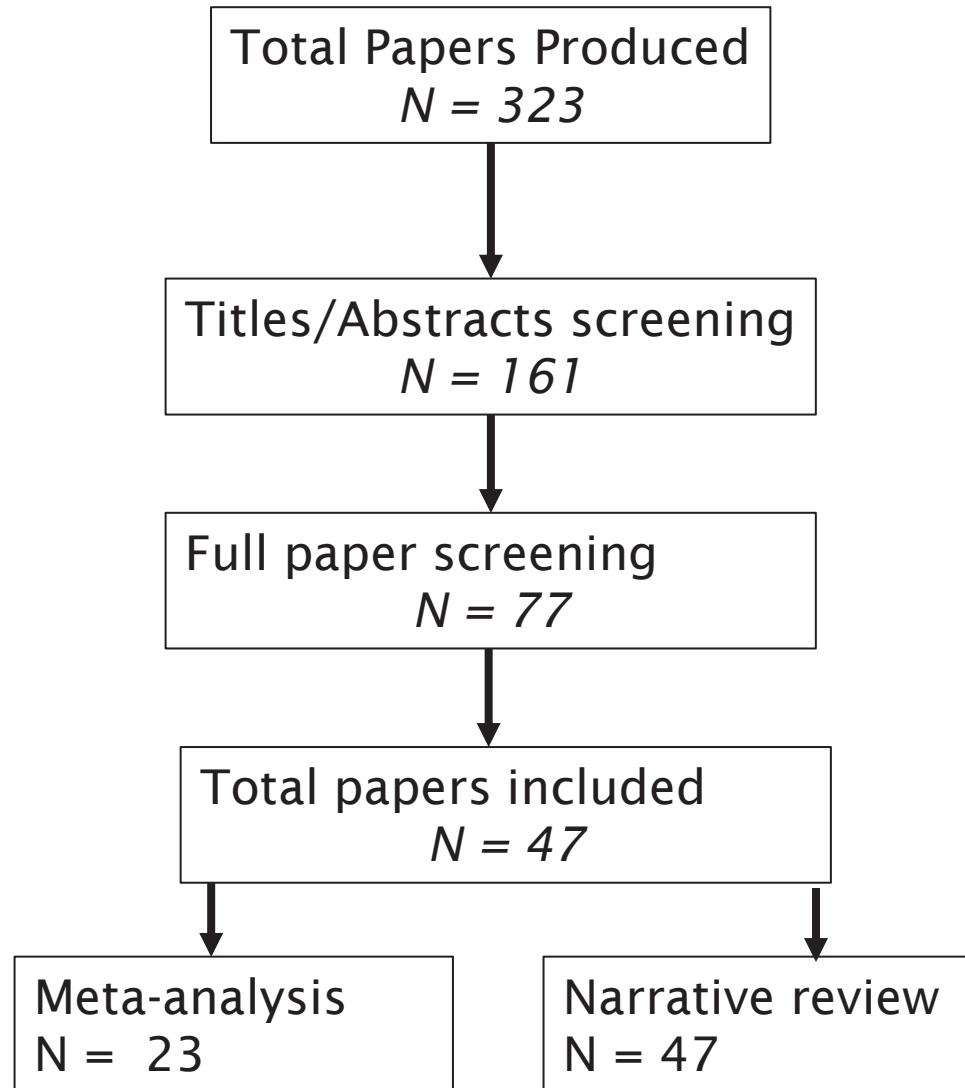 Total Papers Produced
N = 323
Titles/Abstracts screening
N = 161
Full paper screening
N = 77
Total papers included
N = 47
Meta-analysis
N = 23
Narrative review
N = 47